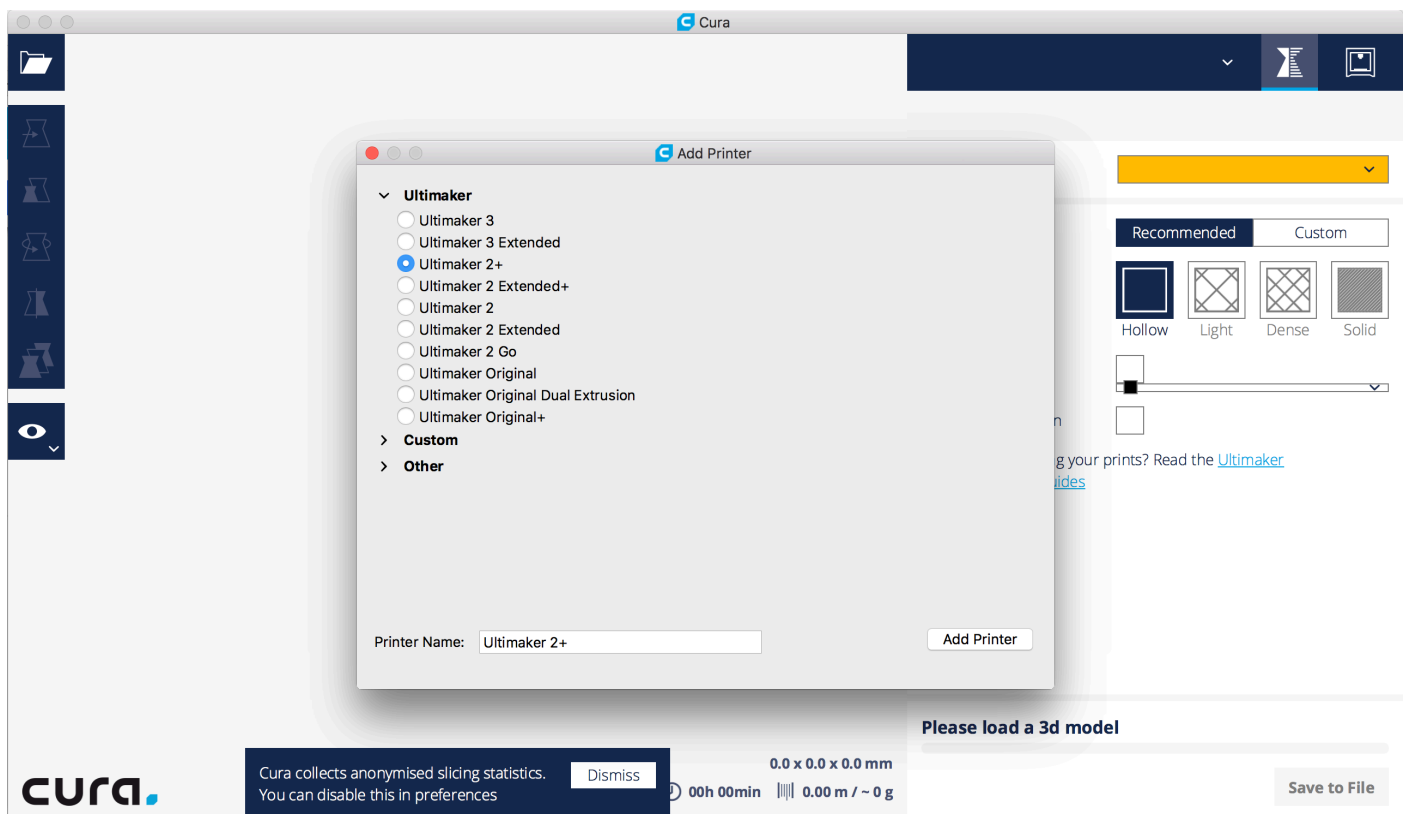 Cura
Add Printer
Ultimaker
Ultimaker 3
Ultimaker 3 Extended
Ultimaker 2+
Ultimaker 2 Extended+
Ultimaker 2
Ultimaker 2 Extended
Ultimaker 2 Go
Ultimaker Original
Ultimaker Original Dual Extrusion
Ultimaker Original+
Custom
Other
Printer Name: Ultimaker 2+
Add Printer
Recommended Custom
Hollow Light Dense Solid
n
g your prints? Read the Ultimaker
uides
Please load a 3d model
Cura collects anonymised slicing statistics.
You can disable this in preferences
Dismiss
0.0 x 0.0 x 0.0 mm
00h 00min 0.00 m / ~ 0 g
Save to File
cura.